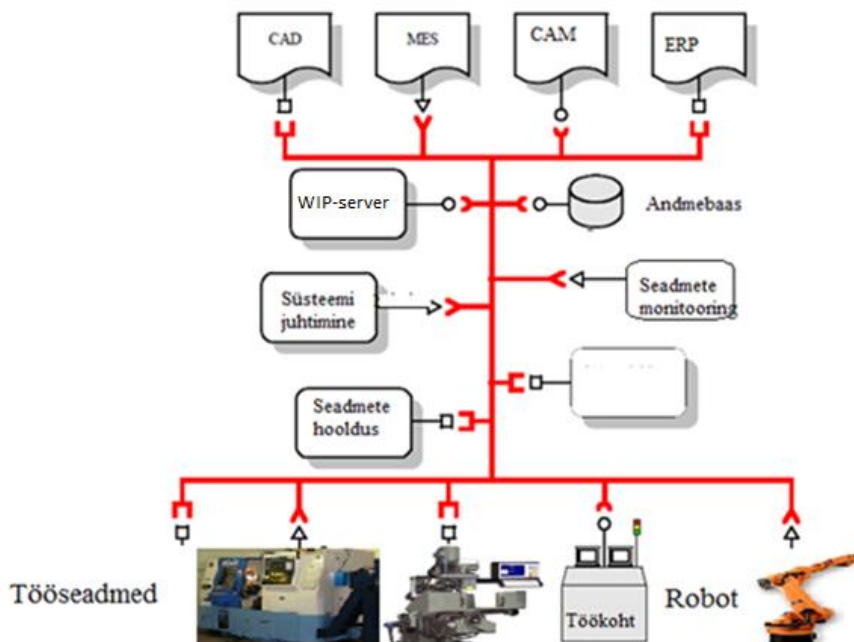 CAD
MES
CAM
ERP
WIP-server
Andmebaas
Süsteemi
juhtimine
Seadmete
monitooring
Seadmete
hooldus
Tööseadmed
Töökoht
Robot